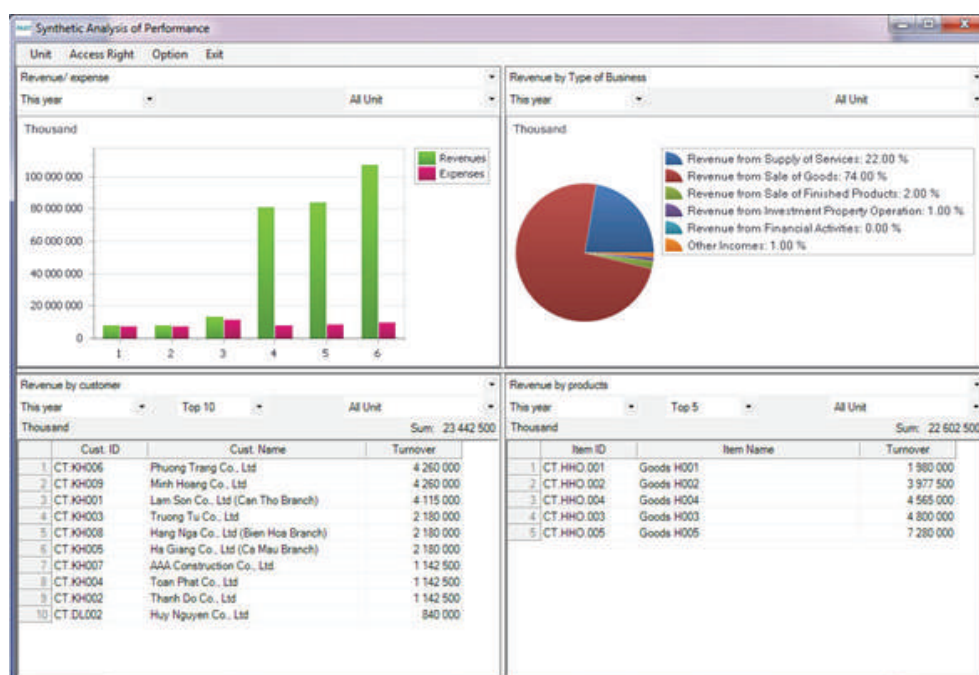 Synthetic Analysis of Performance
Unit Access Right Option Exit
Revenue/ expense
This year All Unit
Thousand
Revenues
Expenses
100 000 000
80 000 000
60 000 000
40 000 000
20 000 000
0
1 2 3 4 5 6
Revenue by Type of Business
This year All Unit
Thousand
Revenue from Supply of Services: 22.00 %
Revenue from Sale of Goods: 74.00 %
Revenue from Sale of Finished Products: 2.00 %
Revenue from Investment Property Operation: 1.00 %
Revenue from Financial Activities: 0.00 %
Other Incomes: 1.00 %
Revenue by customer
This year Top 10 All Unit
Thousand Sum: 23 442 500
Cust. ID Cust. Name Turnover
1 CT.KH006 Phuong Trang Co., Ltd 4 260 000
2 CT.KH009 Minh Hoang Co., Ltd 4 260 000
3 CT.KH001 Lam Son Co., Ltd (Can Tho Branch) 4 115 000
4 CT.KH003 Truong Tu Co., Ltd 2 180 000
5 CT.KH008 Hang Nga Co., Ltd (Bien Hoa Branch) 2 180 000
6 CT.KH005 Ha Giang Co., Ltd (Ca Mau Branch) 2 180 000
7 CT.KH007 AAA Construction Co., Ltd 1 142 500
8 CT.KH004 Toan Phat Co., Ltd 1 142 500
9 CT.KH002 Thanh Do Co., Ltd 1 142 500
10 CT.DL002 Huy Nguyen Co., Ltd 840 000
Revenue by products
This year Top 5 All Unit
Thousand Sum: 22 602 500
Item ID Item Name Turnover
1 CT.HHO.001 Goods H001 1 980 000
2 CT.HHO.002 Goods H002 3 977 500
3 CT.HHO.004 Goods H004 4 565 000
4 CT.HHO.003 Goods H003 4 800 000
5 CT.HHO.005 Goods H005 7 280 000